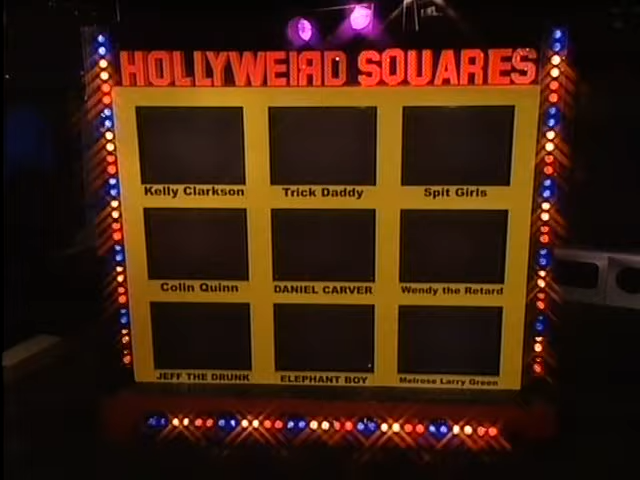 HOLLYWEIRD SQUARES
Kelly Clarkson Trick Daddy Spit Girls
Colin Quinn DANIEL CARVER Wendy the Retard
JEFF THE DRUNK ELEPHANT BOY Melrose Larry Green